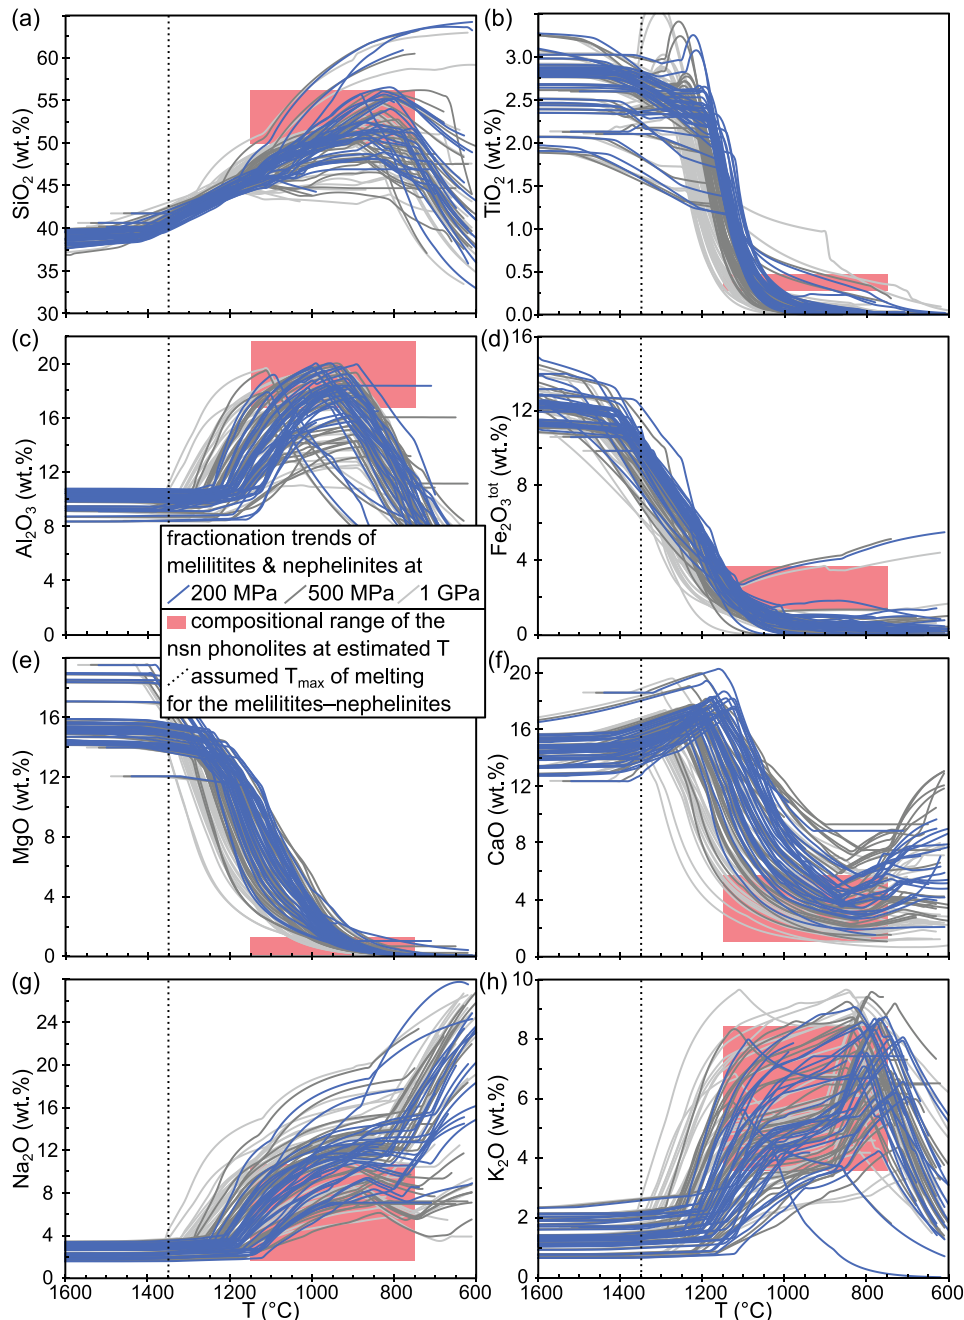 (a)
60
55
50
45
40
35
30
SiO2 (wt.%)
(b)
3.0
2.5
2.0
1.5
1.0
0.5
0.0
TiO2 (wt.%)
(c)
20
16
12
8
4
0
Al2O3 (wt.%)
(d)
16
12
8
4
0
Fe2O3tot (wt.%)
fractionation trends of
melilitites & nephelinites at
200 MPa 500 MPa 1 GPa
compositional range of the
nsn phonolites at estimated T
assumed Tmax of melting
for the melilitites–nephelinites
(e)
16
12
8
4
0
MgO (wt.%)
(f)
20
16
12
8
4
0
CaO (wt.%)
(g)
24
20
16
12
8
4
0
Na2O (wt.%)
1600 1400 1200 1000 800 600
T (°C)
(h)
10
8
6
4
2
0
K2O (wt.%)
1600 1400 1200 1000 800 600
T (°C)